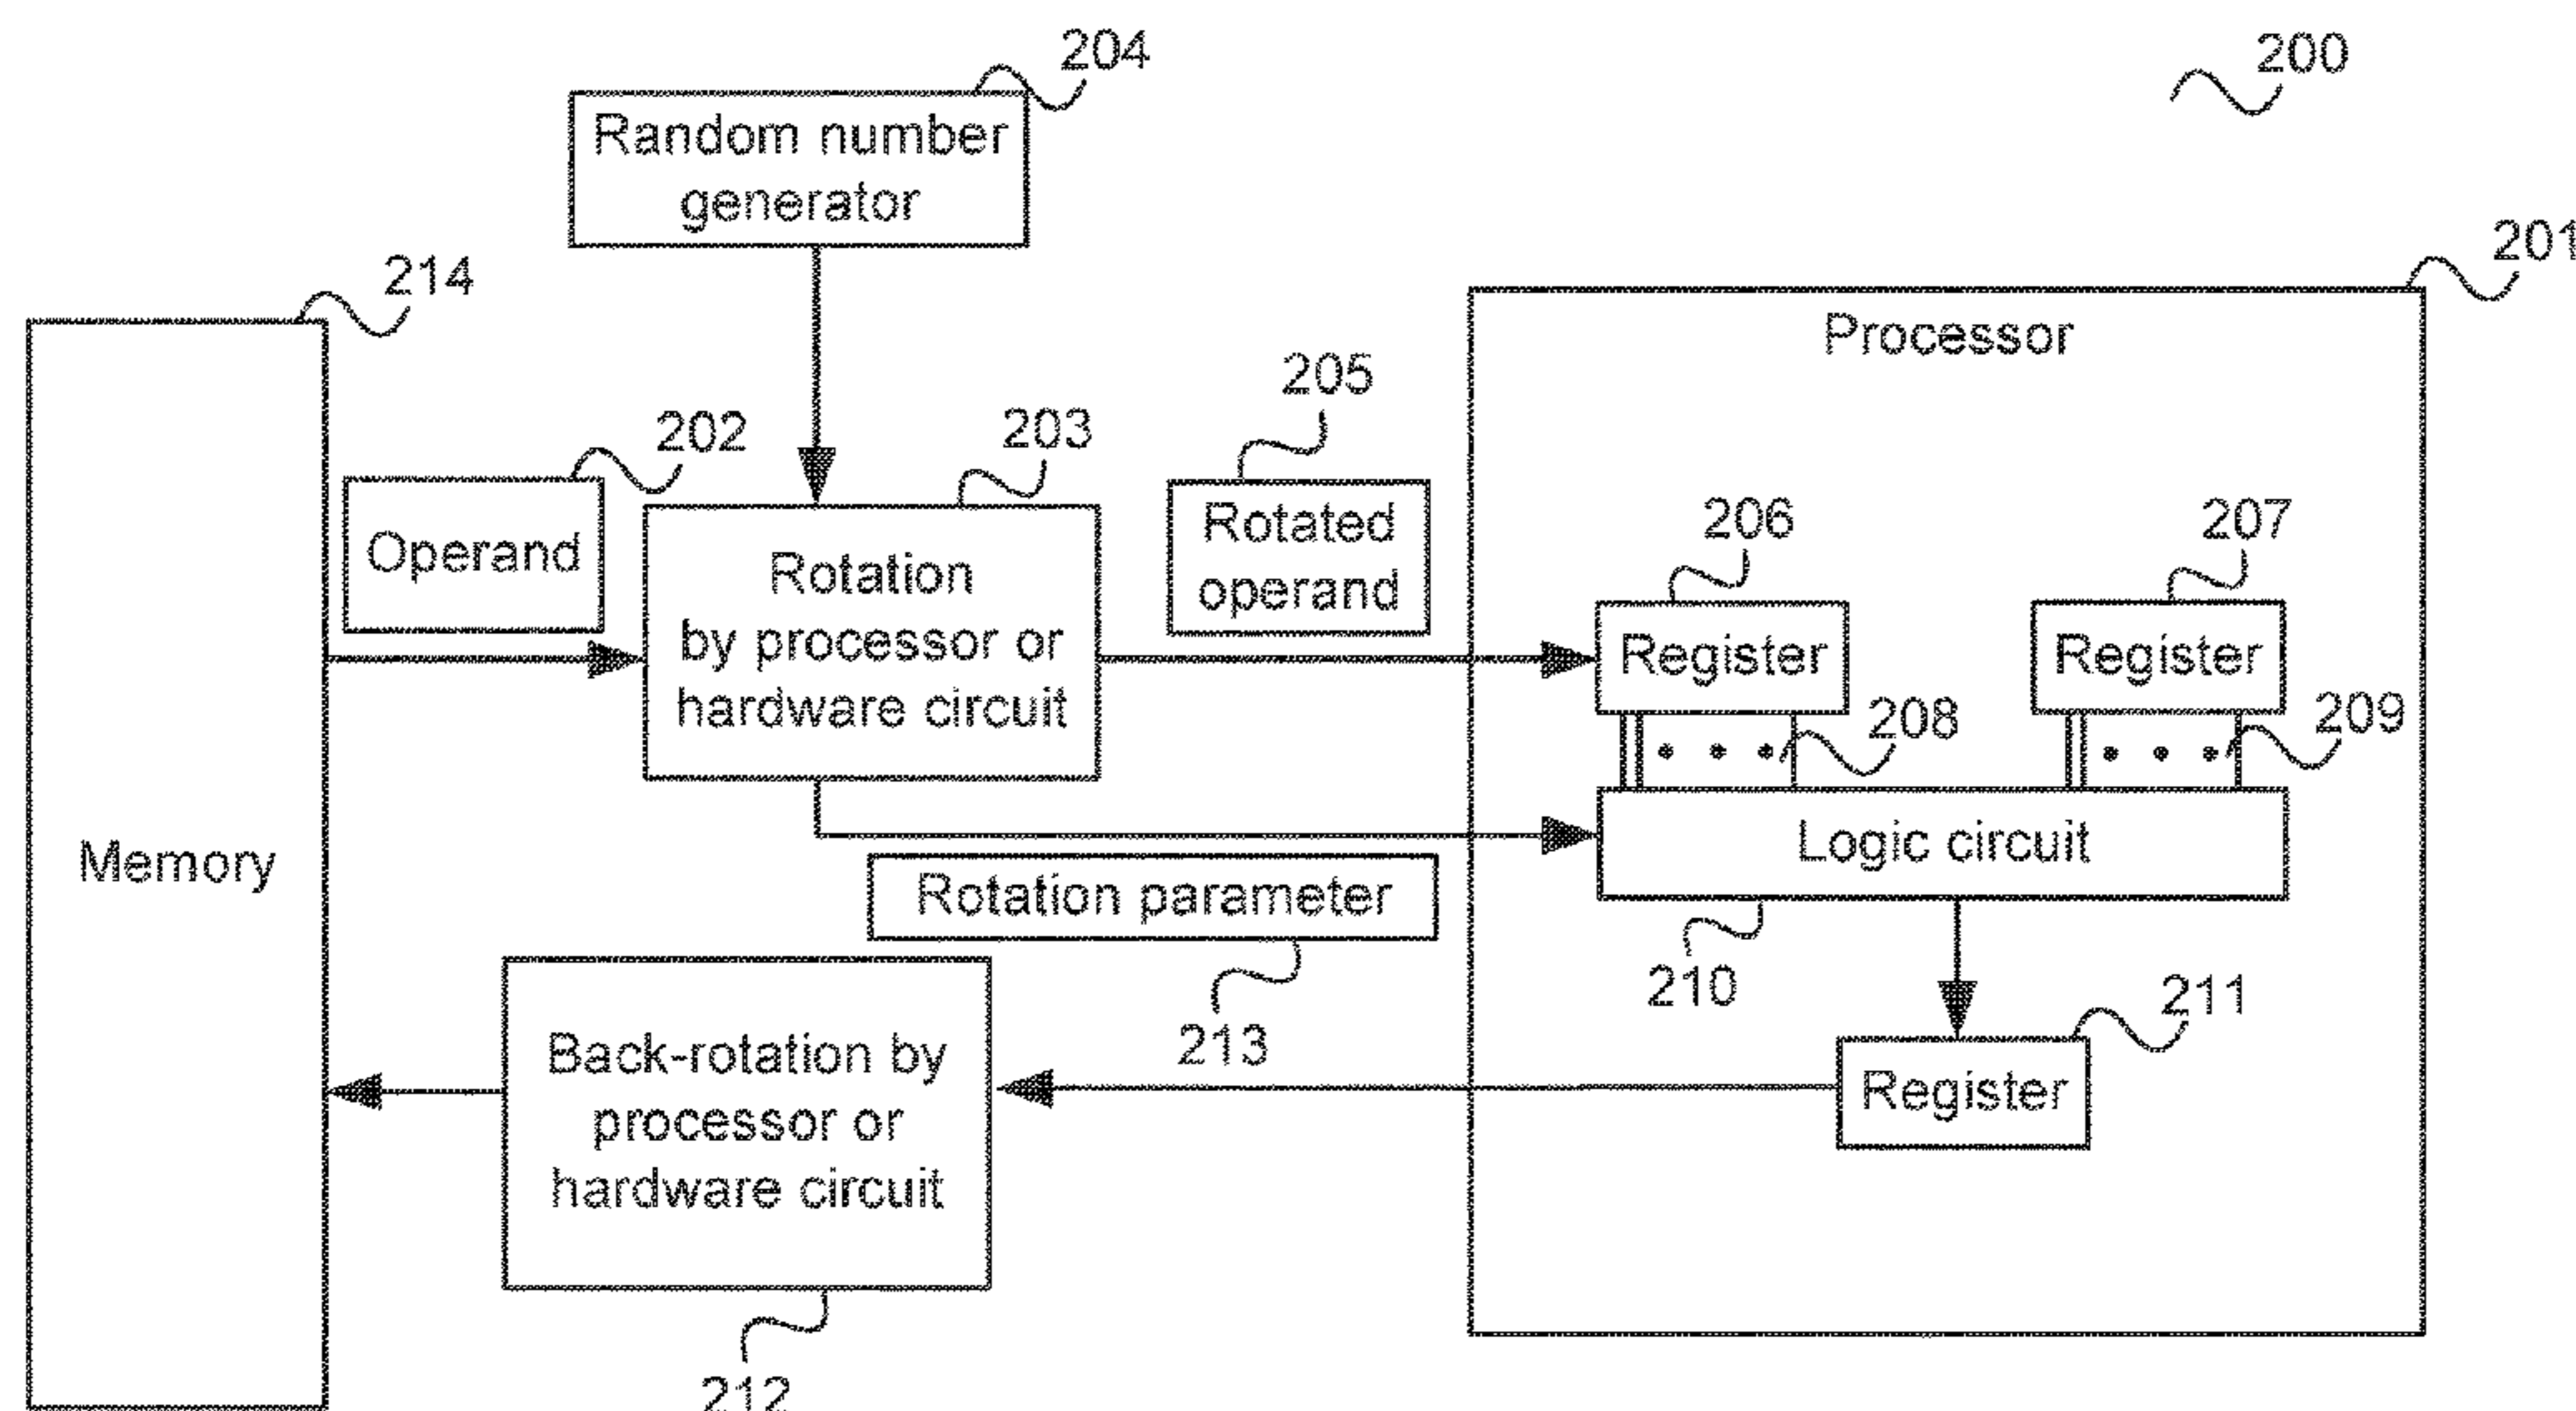 204
200
Random number
generator
201
214
Processor
205
202
203
Operand
Rotated
operand
206
207
Rotation
by processor or
hardware circuit
Register
Register
208
209
Memory
Logic circuit
Rotation parameter
210
211
213
Back-rotation by
processor or
hardware circuit
Register
212